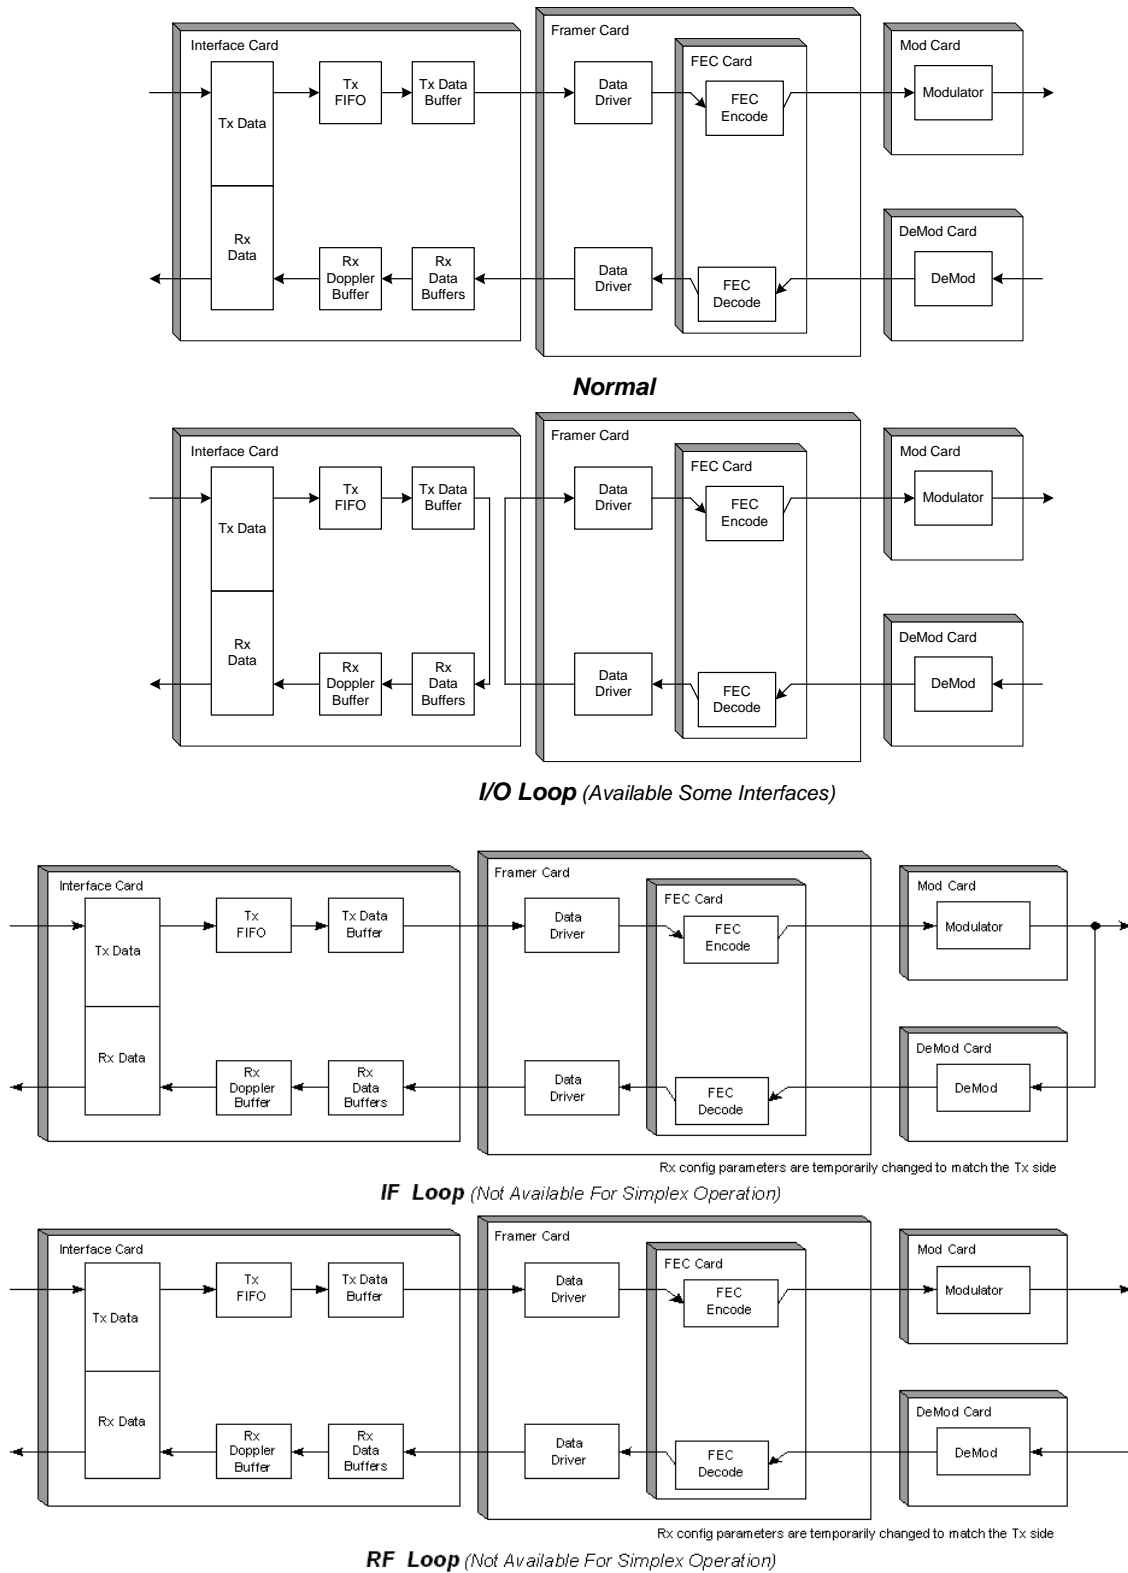 Interface Card
Framer Card
FEC Card
Mod Card
Tx Data
Tx
FIFO
Tx Data
Buffer
Data
Driver
FEC
Encode
Modulator
DeMod Card
Rx
Data
Rx
Doppler
Buffer
Rx
Data
Buffers
Data
Driver
FEC
Decode
DeMod
Normal
Interface Card
Framer Card
FEC Card
Mod Card
Tx Data
Tx
FIFO
Tx Data
Buffer
Data
Driver
FEC
Encode
Modulator
DeMod Card
Rx
Data
Rx
Doppler
Buffer
Rx
Data
Buffers
Data
Driver
FEC
Decode
DeMod
I/O Loop (Available Some Interfaces)
Interface Card
Framer Card
FEC Card
Mod Card
Tx Data
Tx
FIFO
Tx Data
Buffer
Data
Driver
FEC
Encode
Modulator
DeMod Card
Rx Data
Rx
Doppler
Buffer
Rx
Data
Buffers
Data
Driver
FEC
Decode
DeMod
Rx config parameters are temporarily changed to match the Tx side
IF Loop (Not Available For Simplex Operation)
Interface Card
Framer Card
FEC Card
Mod Card
Tx Data
Tx
FIFO
Tx Data
Buffer
Data
Driver
FEC
Encode
Modulator
DeMod Card
Rx Data
Rx
Doppler
Buffer
Rx
Data
Buffers
Data
Driver
FEC
Decode
DeMod
Rx config parameters are temporarily changed to match the Tx side
RF Loop (Not Available For Simplex Operation)